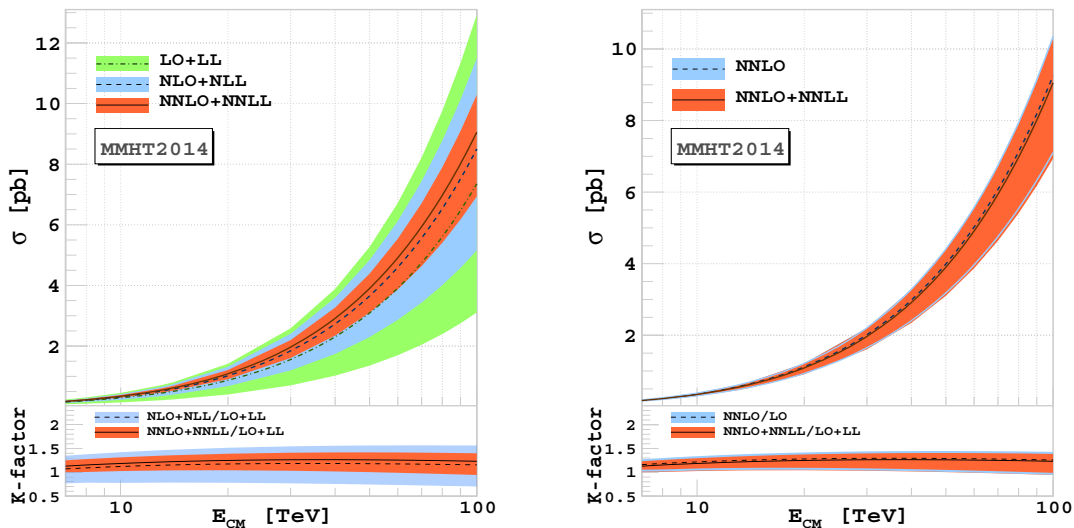 12
10
8
6
4
2
σ [pb]
LO+LL
NLO+NLL
NNLO+NNLL
MMHT2014
2
1.5
1
0.5
K-factor
NLO+NLL/LO+LL
NNLO+NNLL/LO+LL
10
100
E_CM [TeV]
10
8
6
4
2
σ [pb]
NNLO
NNLO+NNLL
MMHT2014
2
1.5
1
0.5
K-factor
NNLO/LO
NNLO+NNLL/LO+LL
10
100
E_CM [TeV]